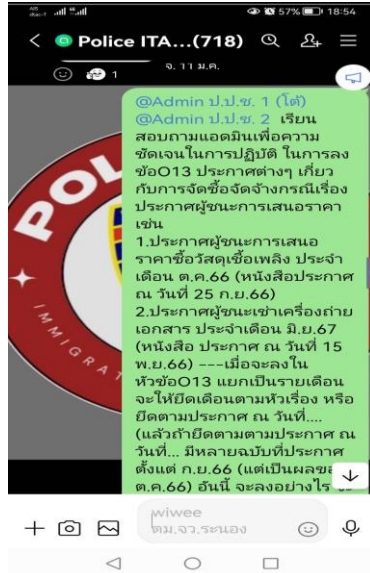 AIS
57% 18:54
Police ITA...(718)
1
จ. 11 มี.ค.
@Admin ป.ป.ช. 1 (โต้)
@Admin ป.ป.ช. 2 เรียน
สอบถามแอดมินเพื่อความ
ชัดเจนในการปฏิบัติ ในการลง
ข้อO13 ประกาศต่างๆ เกี่ยว
กับการจัดซื้อจัดจ้างกรณีเรื่อง
ประกาศผู้ชนะการเสนอราคา
เช่น
1.ประกาศผู้ชนะการเสนอ
ราคาซื้อวัสดุเชื้อเพลิง ประจำ
เดือน ต.ค.66 (หนังสือประกาศ
ณ วันที่ 25 ก.ย.66)
2.ประกาศผู้ชนะเช่าเครื่องถ่าย
เอกสาร ประจำเดือน มิ.ย.67
(หนังสือ ประกาศ ณ วันที่ 15
พ.ย.66) ---เมื่อจะลงใน
หัวข้อO13 แยกเป็นรายเดือน
จะให้ยึดเดือนตามหัวเรื่อง หรือ
ยึดตามประกาศ ณ วันที่....
(แล้วถ้ายึดตามตามประกาศ ณ
วันที่... มีหลายฉบับที่ประกาศ
ตั้งแต่ ก.ย.66 (แต่เป็นผลขอ
ต.ค.66) อันนี้ จะลงอย่างไร
POL
IMMIGRA
wiwee
ตม.จว.ระนอง